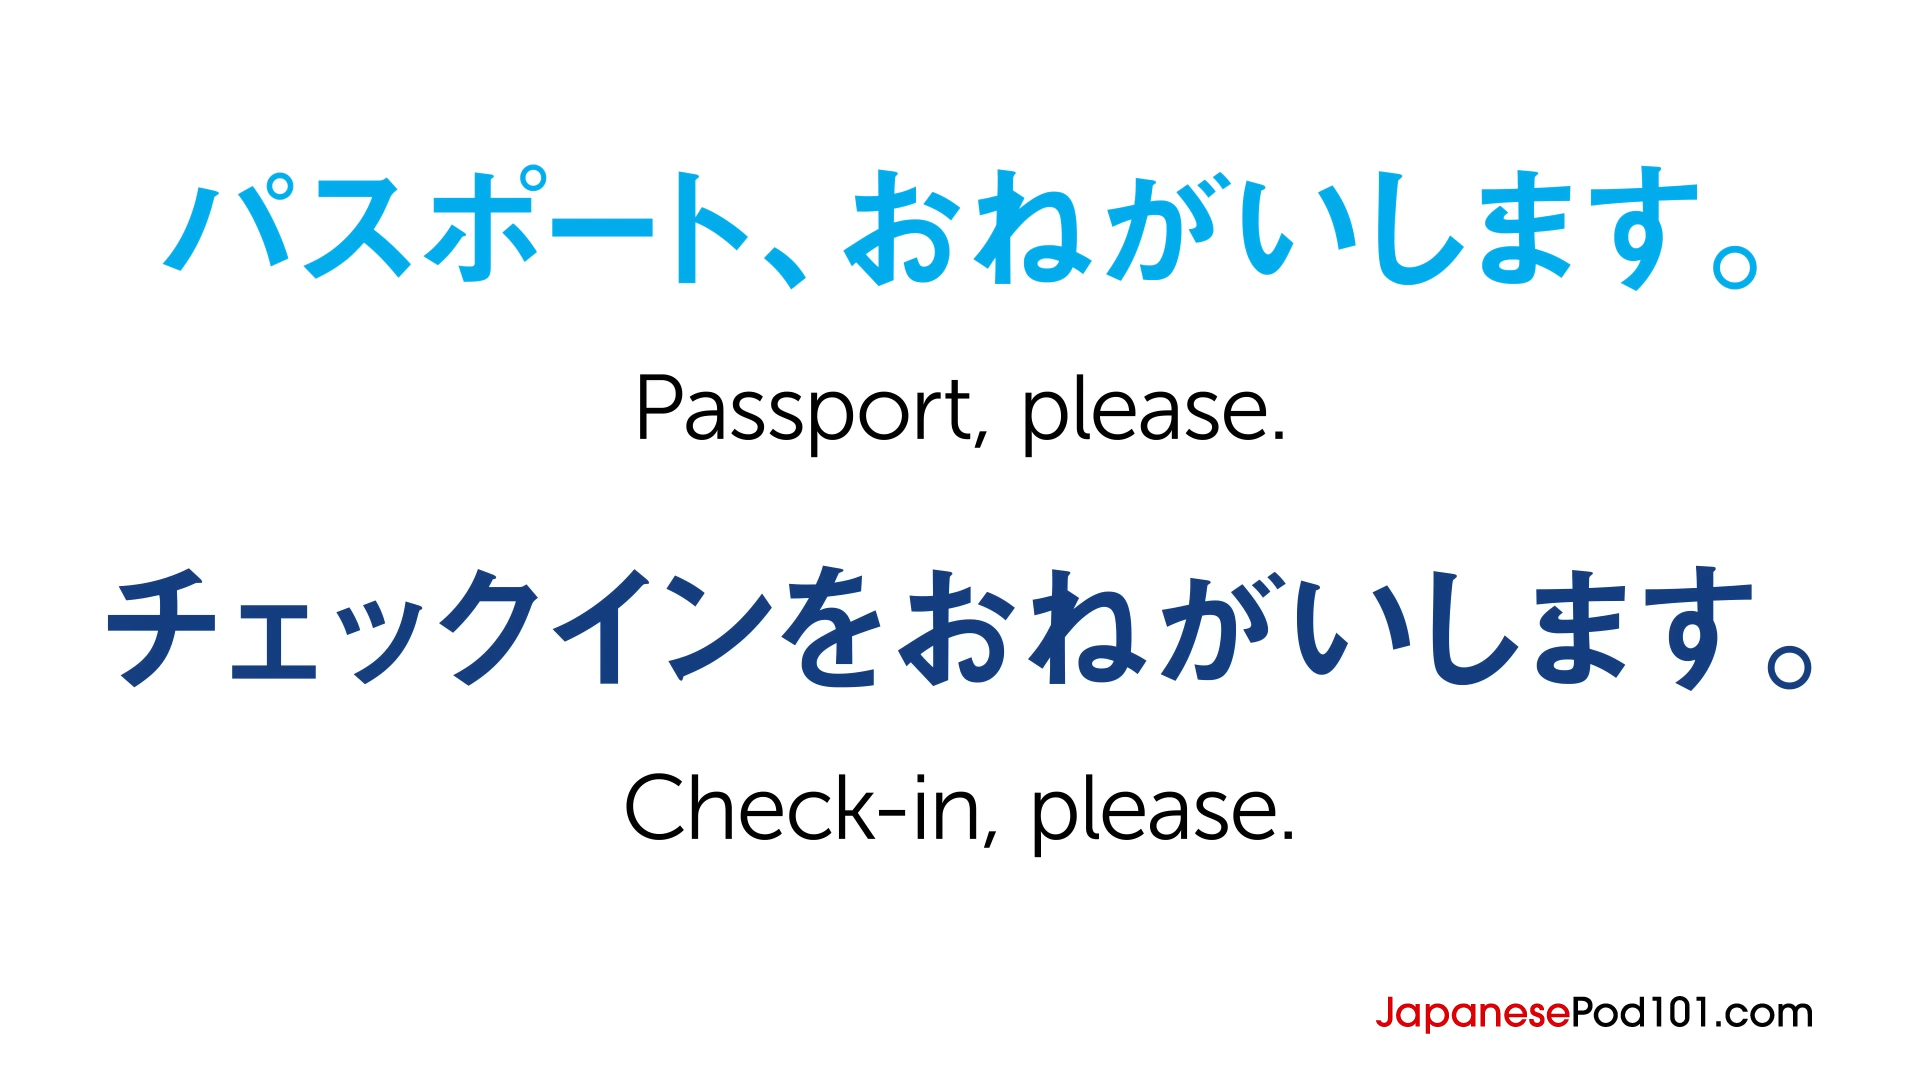 パスポート、おねがいします。
Passport, please.
チェックインをおねがいします。
Check-in, please.
JapanesePod101.com